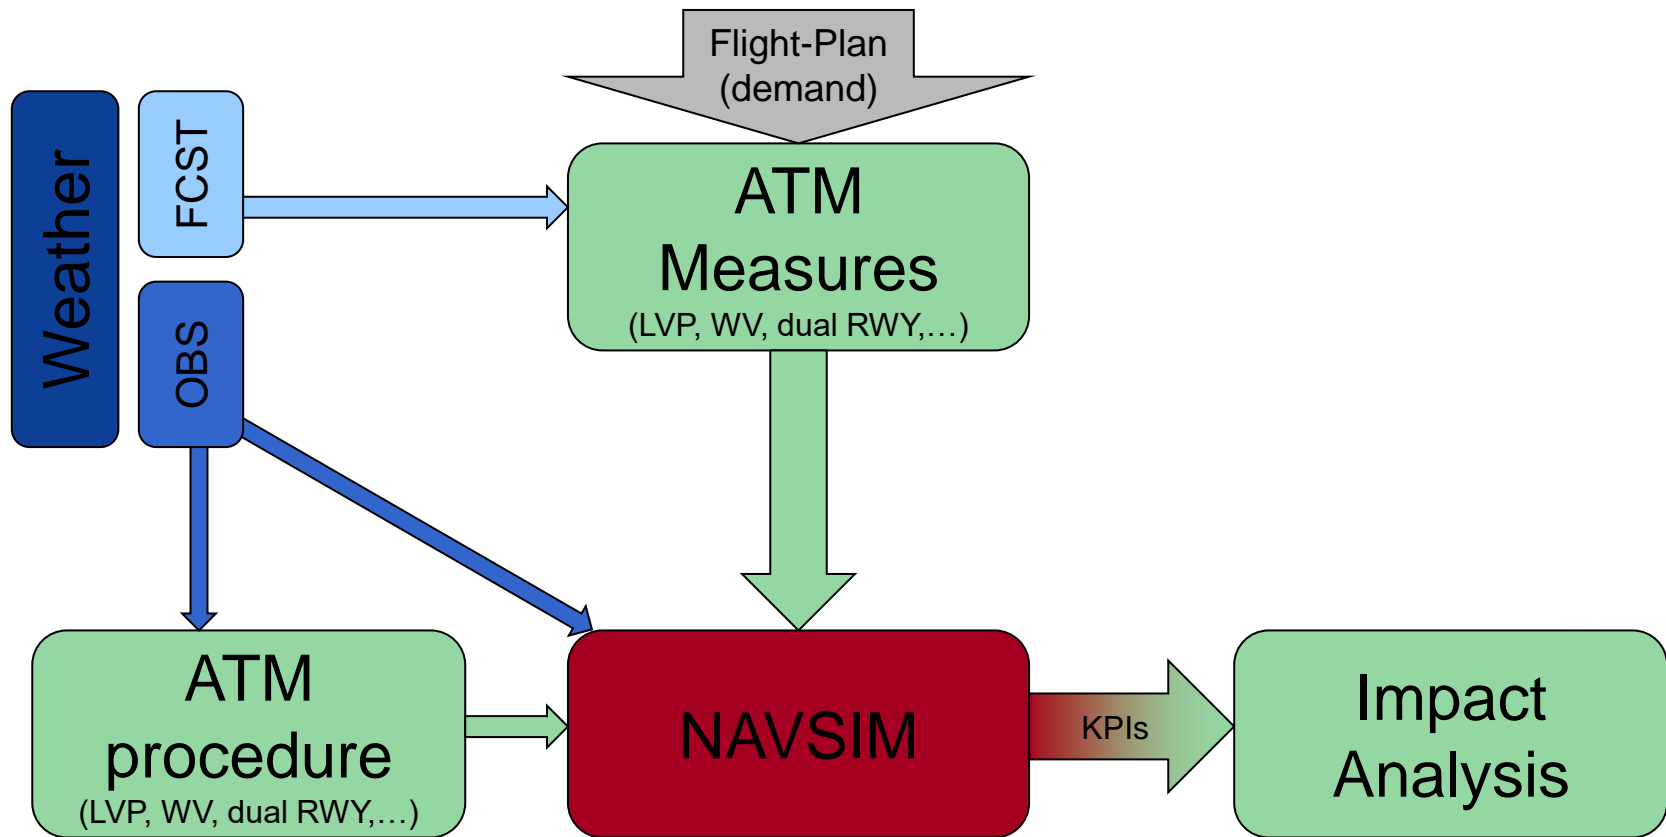 Flight-Plan
(demand)
Weather
FCST
OBS
ATM
Measures
(LVP, WV, dual RWY,…)
ATM
procedure
(LVP, WV, dual RWY,…)
NAVSIM
KPIs
Impact
Analysis